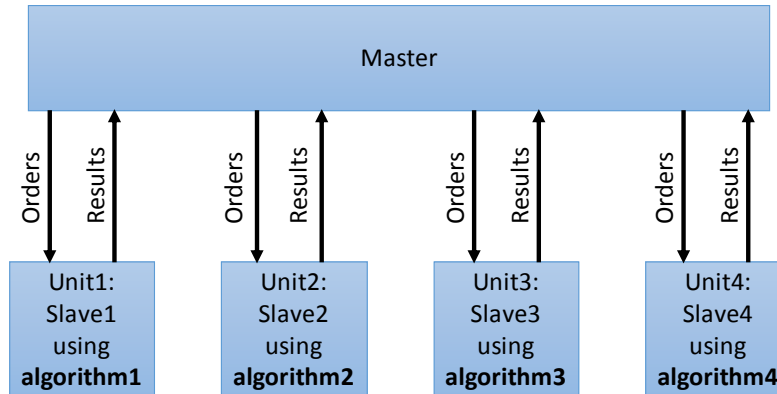 Master
Orders
Results
Orders
Results
Orders
Results
Orders
Results
Unit1:
Slave1
using
algorithm1
Unit2:
Slave2
using
algorithm2
Unit3:
Slave3
using
algorithm3
Unit4:
Slave4
using
algorithm4